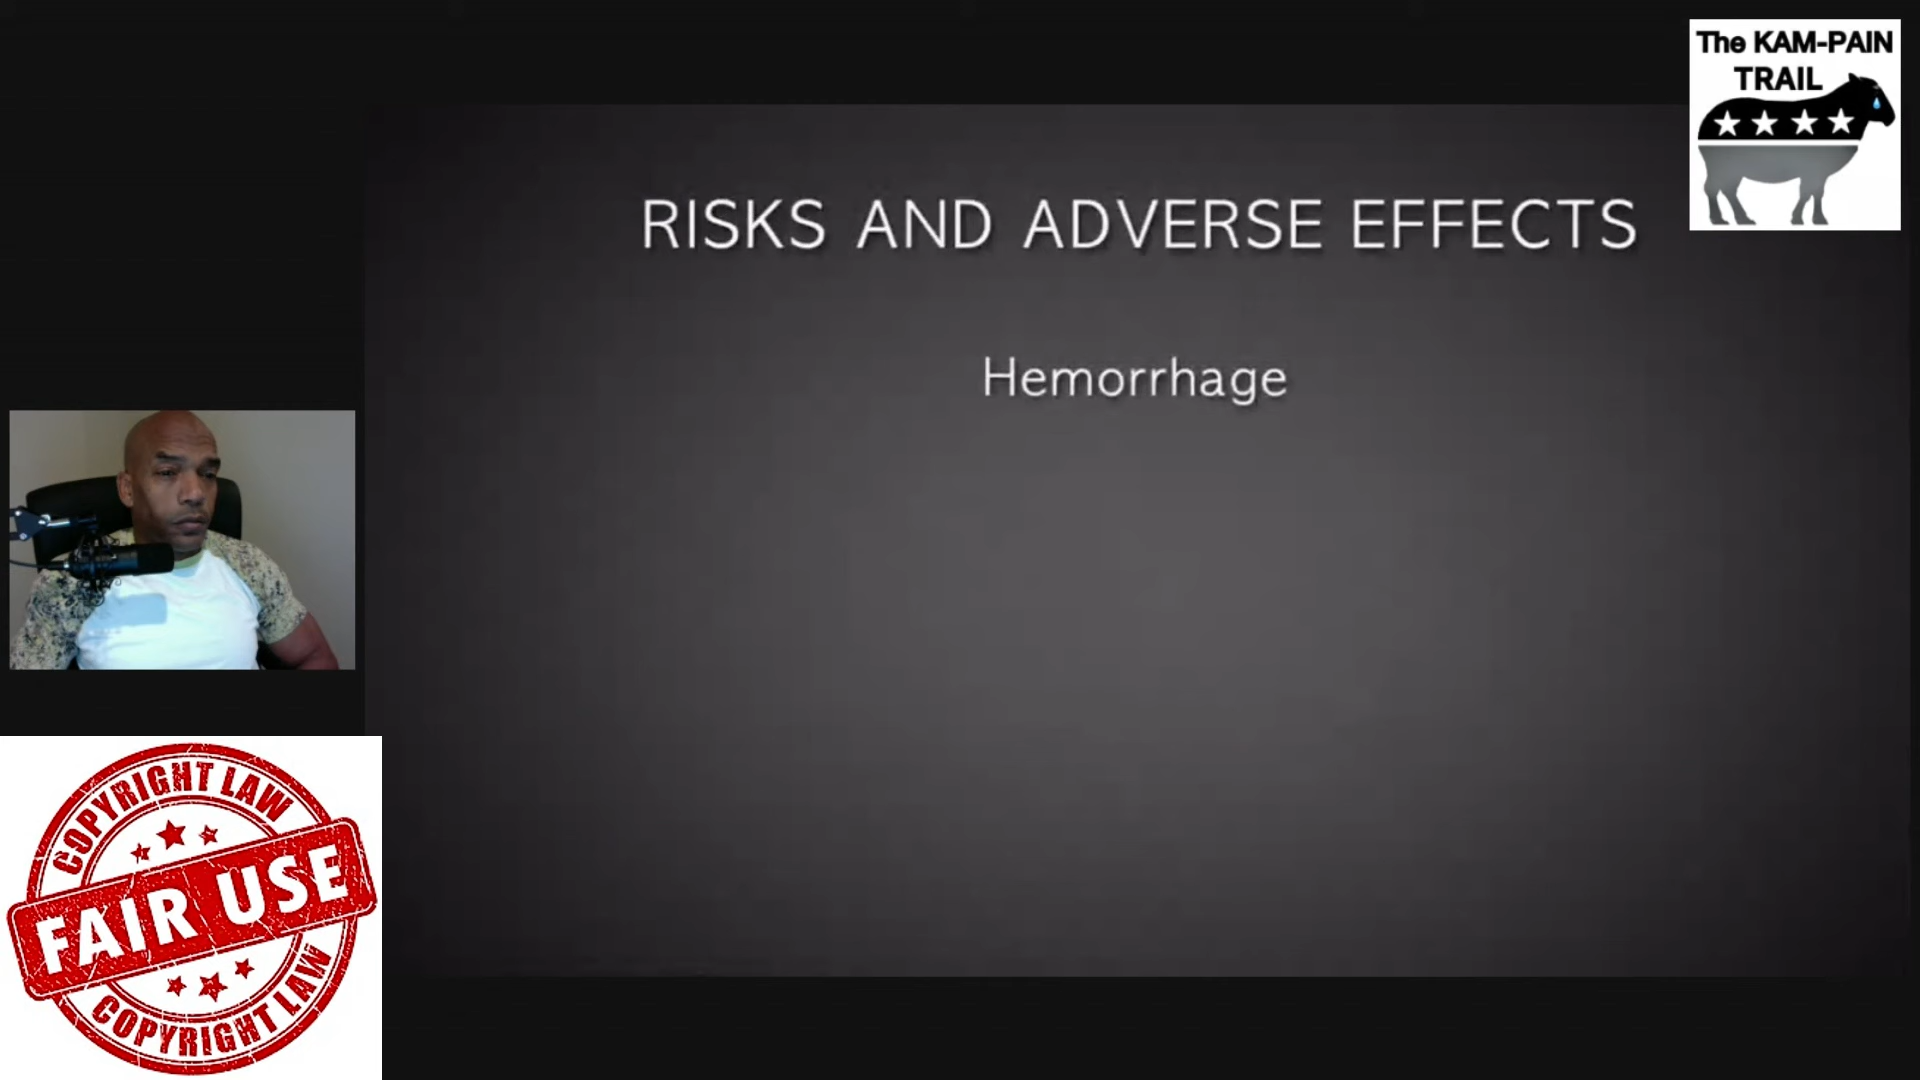 The KAM-PAIN
TRAIL
RISKS AND ADVERSE EFFECTS
Hemorrhage
COPYRIGHT LAW
FAIR USE
COPYRIGHT LAW